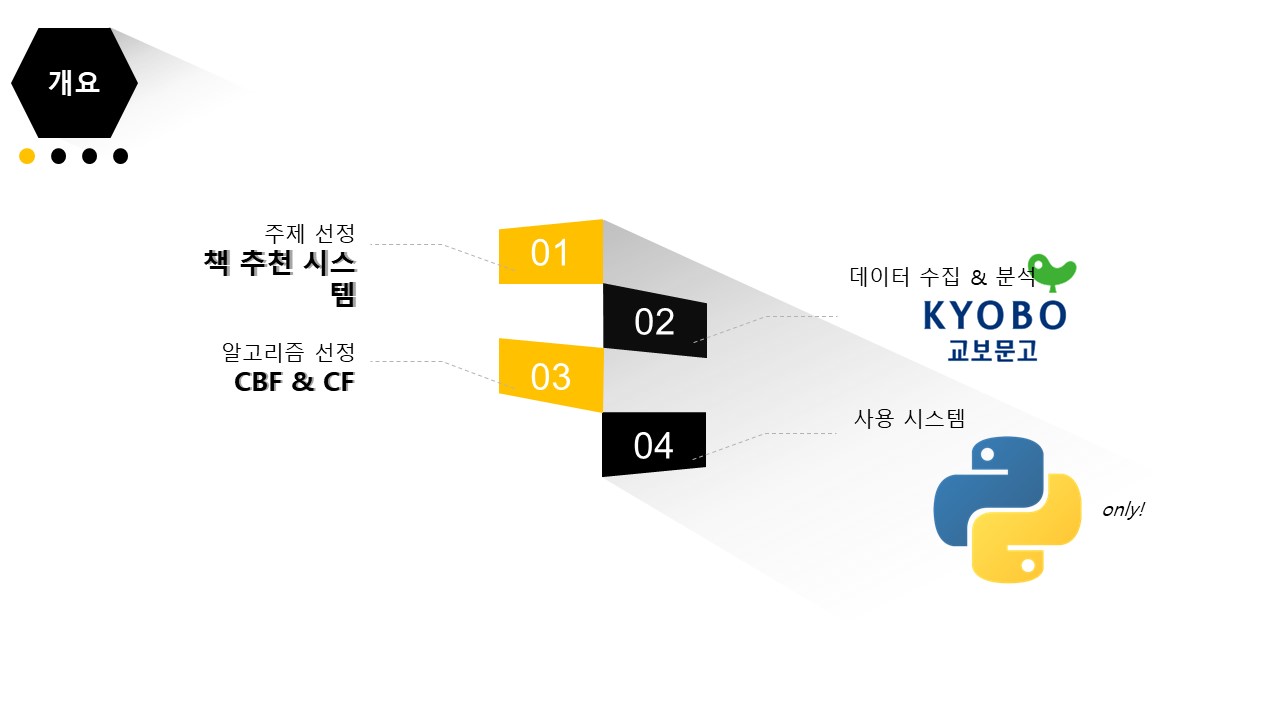 개요
주제 선정
책 추천 시스
템
01
02
데이터 수집 & 분석
KYOBO
교보문고
알고리즘 선정
CBF & CF
03
04
사용 시스템
only!